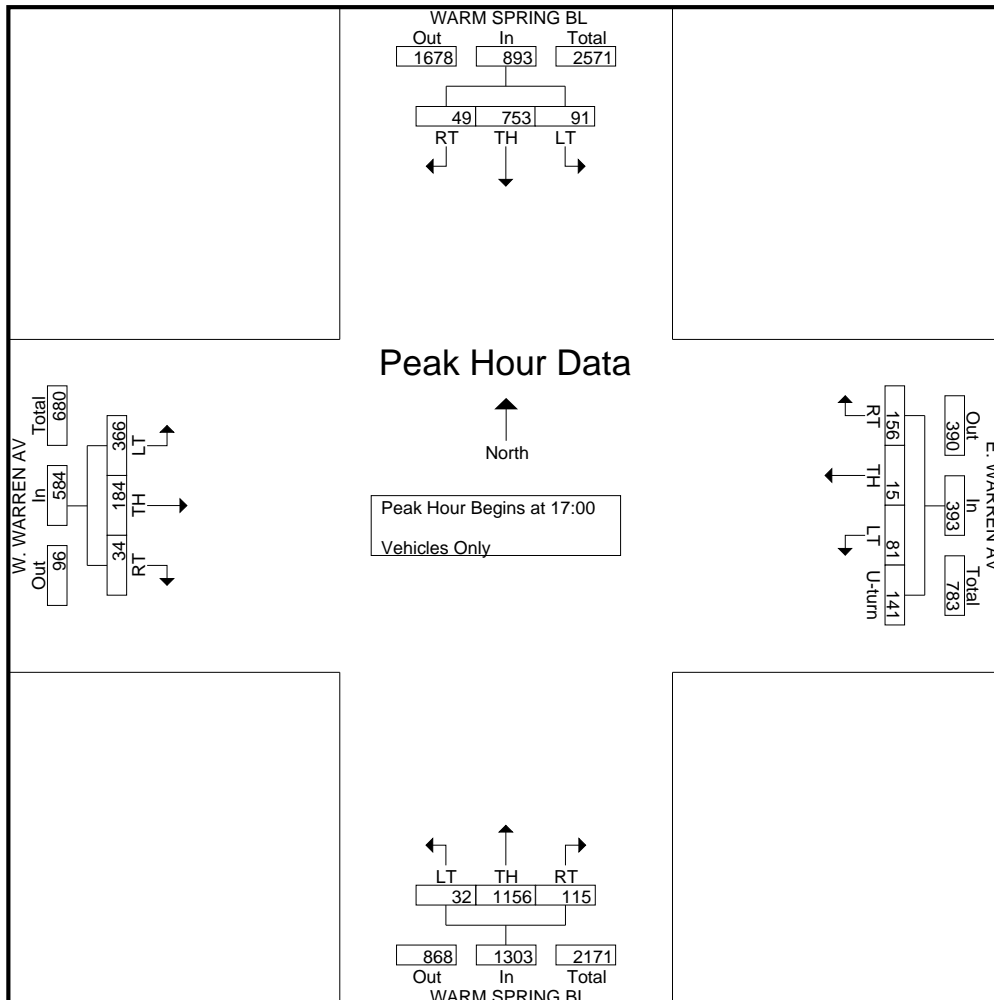 WARM SPRING BL
Out In Total
1678 893 2571
49 753 91
RT TH LT
Peak Hour Data
North
Peak Hour Begins at 17:00
Vehicles Only
W. WARREN AV
Total In Out
680 584 96
366 184 34
LT TH RT
E. WARREN AV
Out In Total
390 393 783
RT TH LT U-turn
156 15 81 141
LT TH RT
32 1156 115
868 1303 2171
Out In Total
WARM SPRING BL